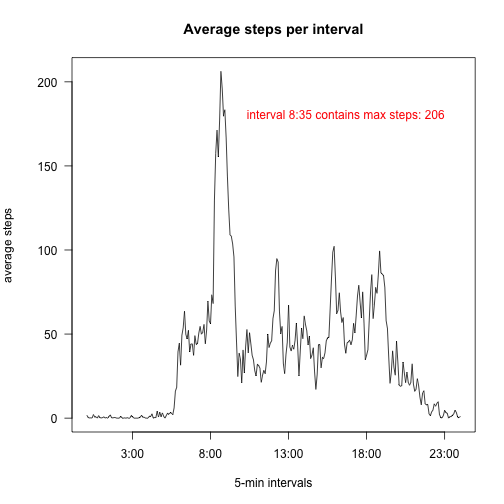 Average steps per interval
interval 8:35 contains max steps: 206
average steps
200
150
100
50
0
3:00 8:00 13:00 18:00 23:00
5-min intervals